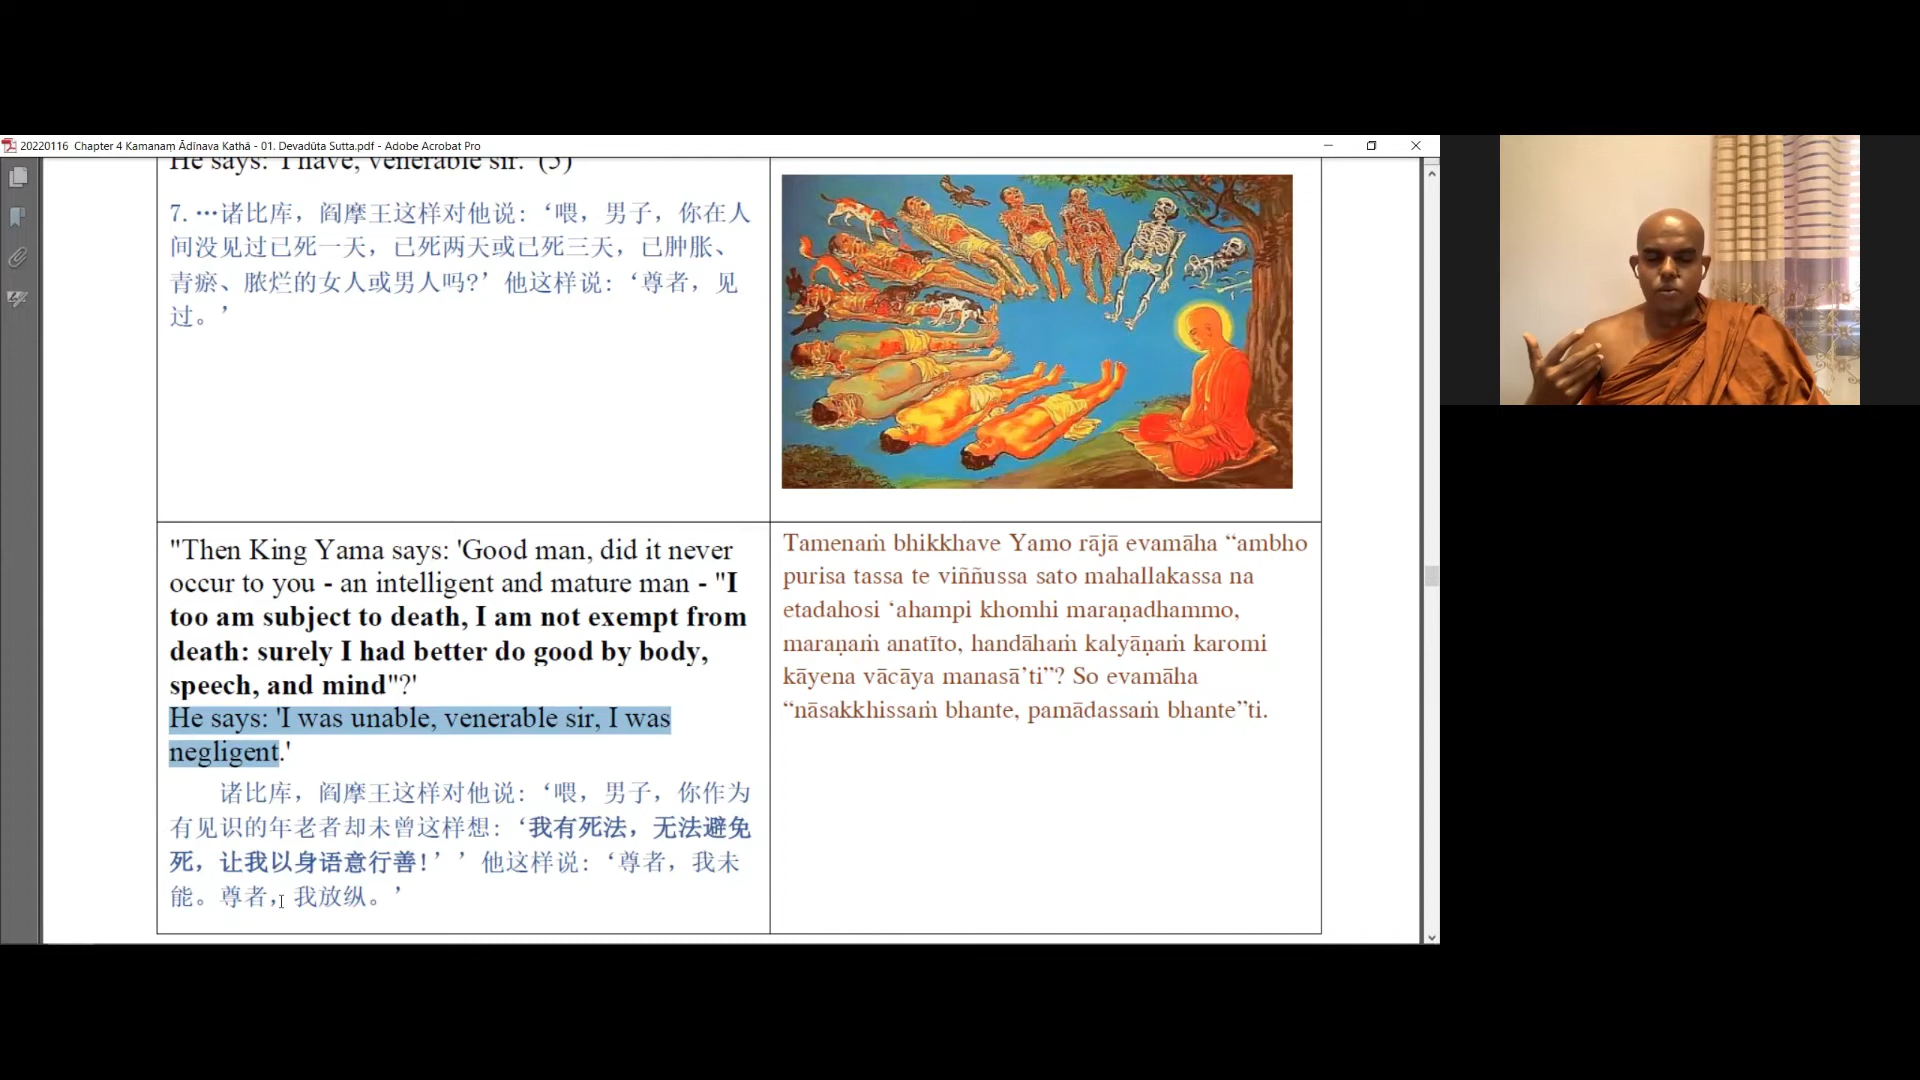 20220116 Chapter 4 Kamanaṃ Ādīnava Kathā - 01. Devadūta Sutta.pdf - Adobe Acrobat Pro
He says: 'I have, venerable sir.' (5)
7. …诸比库，阎摩王这样对他说：‘喂，男子，你在人
间没见过已死一天，已死两天或已死三天，已肿胀、
青瘀、脓烂的女人或男人吗?’他这样说：‘尊者，见
过。’
"Then King Yama says: 'Good man, did it never
occur to you - an intelligent and mature man - "I
too am subject to death, I am not exempt from
death: surely I had better do good by body,
speech, and mind"?'
He says: 'I was unable, venerable sir, I was
negligent.'
诸比库，阎摩王这样对他说：‘喂，男子，你作为
有见识的年老者却未曾这样想：‘我有死法，无法避免
死，让我以身语意行善!’’他这样说：‘尊者，我未
能。尊者，我放纵。’
Tamenaṁ bhikkhave Yamo rājā evamāha “ambho
purisa tassa te viññussa sato mahallakassa na
etadahosi ‘ahampi khomhi maraṇadhammo,
maraṇaṁ anatīto, handāhaṁ kalyāṇaṁ karomi
kāyena vācāya manasā’ti”? So evamāha
“nāsakkhissaṁ bhante, pamādassaṁ bhante”ti.